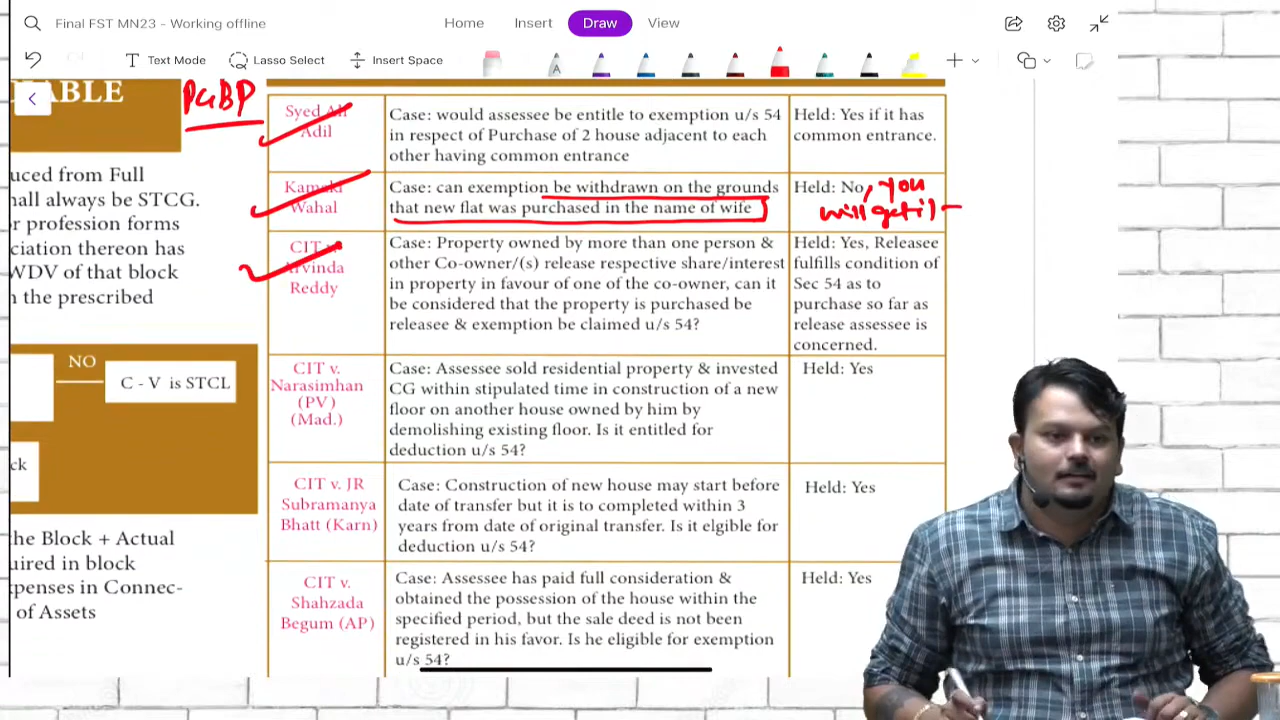 Final FST MN23 - Working offline
Home Insert Draw View
Text Mode Lasso Select Insert Space
ABLE
PGBP
uced from Full
hall always be STCG.
r profession forms
ciation thereon has
WDV of that block
n the prescribed
NO
C - V is STCL
ck
he Block + Actual
uired in block
xpenses in Connec-
of Assets
Syed Ali
Adil
Case: would assessee be entitle to exemption u/s 54
in respect of Purchase of 2 house adjacent to each
other having common entrance
Held: Yes if it has
common entrance.
Wahal
Case: can exemption be withdrawn on the grounds
that new flat was purchased in the name of wife
Held: No, you
will get it
CIT v.
Arvinda
Reddy
Case: Property owned by more than one person &
other Co-owner/(s) release respective share/interest
in property in favour of one of the co-owner, can it
be considered that the property is purchased be
releasee & exemption be claimed u/s 54?
Held: Yes, Releasee
fulfills condition of
Sec 54 as to
purchase so far as
release assessee is
concerned.
CIT v.
Narasimhan
(PV)
(Mad.)
Case: Assessee sold residential property & invested
CG within stipulated time in construction of a new
floor on another house owned by him by
demolishing existing floor. Is it entitled for
deduction u/s 54?
Held: Yes
CIT v. JR
Subramanya
Bhatt (Karn)
Case: Construction of new house may start before
date of transfer but it is to completed within 3
years from date of original transfer. Is it elgible for
deduction u/s 54?
Held: Yes
CIT v.
Shahzada
Begum (AP)
Case: Assessee has paid full consideration &
obtained the possession of the house within the
specified period, but the sale deed is not been
registered in his favor. Is he eligible for exemption
u/s 54?
Held: Yes